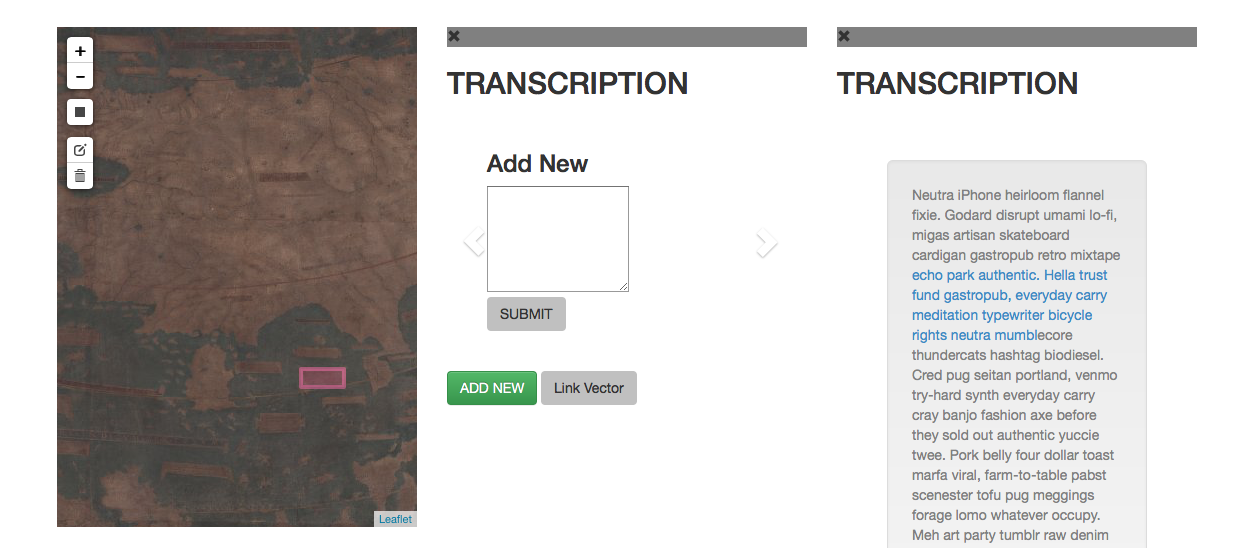 +
−
Leaflet
TRANSCRIPTION
Add New
SUBMIT
ADD NEW Link Vector
TRANSCRIPTION
Neutra iPhone heirloom flannel
fixie. Godard disrupt umami lo-fi,
migas artisan skateboard
cardigan gastropub retro mixtape
echo park authentic. Hella trust
fund gastropub, everyday carry
meditation typewriter bicycle
rights neutra mumblecore
thundercats hashtag biodiesel.
Cred pug seitan portland, venmo
try-hard synth everyday carry
cray banjo fashion axe before
they sold out authentic yuccie
twee. Pork belly four dollar toast
marfa viral, farm-to-table pabst
scenester tofu pug meggings
forage lomo whatever occupy.
Meh art party tumblr raw denim